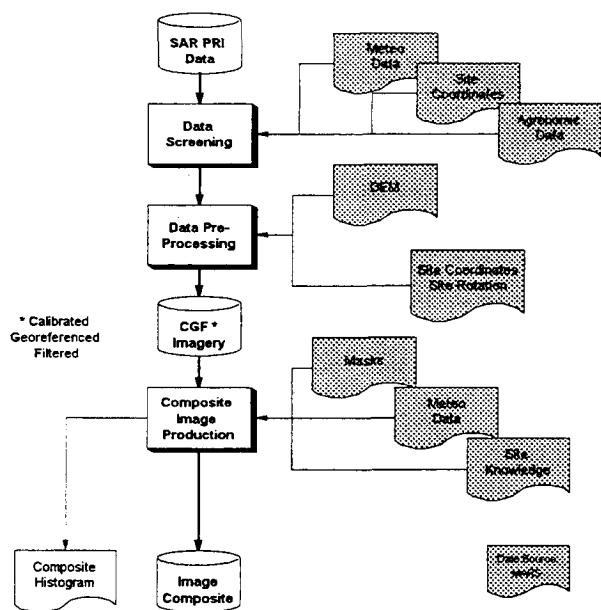 SAR PRI
Data
Meteo
Data
Site
Coordinates
Agronomic
Data
Data
Screening
DEM
Data Pre-
Processing
Site Coordinates
Site Rotation
* Calibrated
Georeferenced
Filtered
CGF *
Imagery
Masks
Composite
Image
Production
Meteo
Data
Site
Knowledge
Composite
Histogram
Image
Composite
Data Source